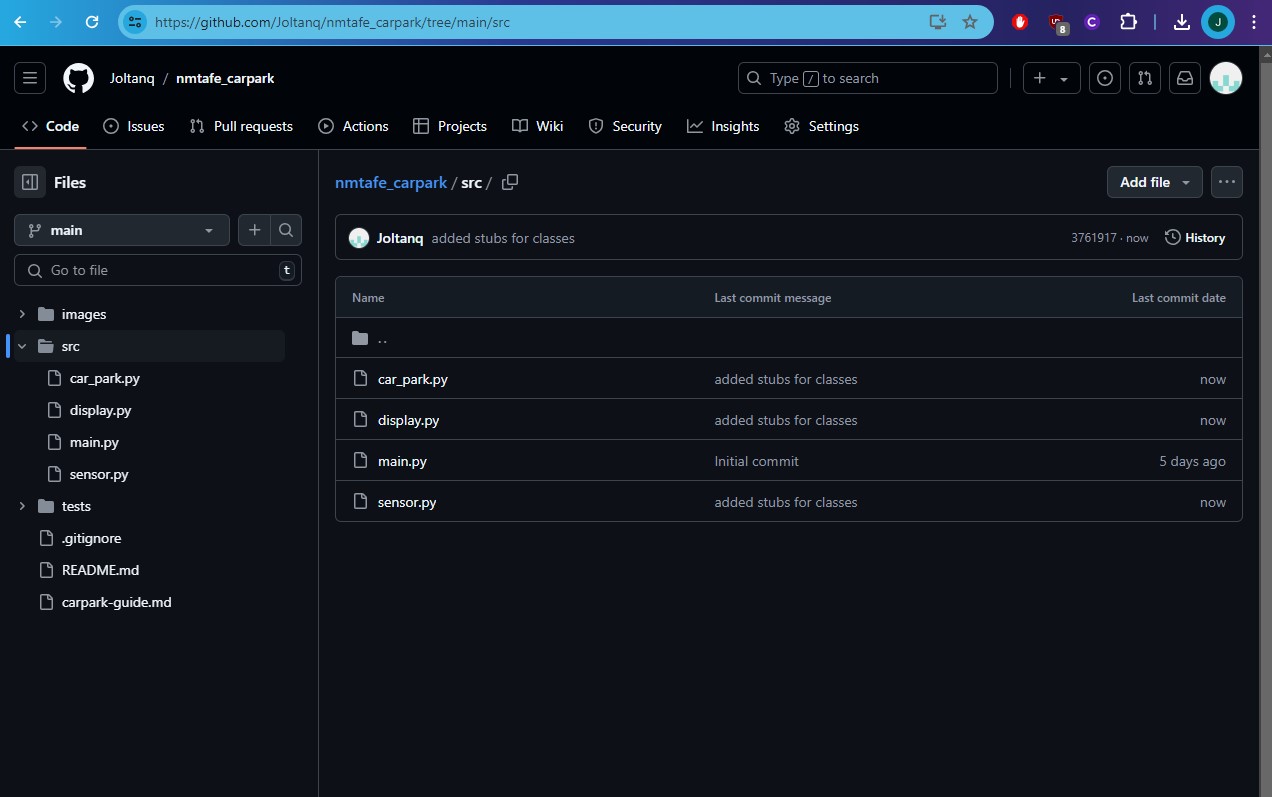 https://github.com/Joltanq/nmtafe_carpark/tree/main/src
8
C
J
Joltanq / nmtafe_carpark
Type / to search
Code
Issues
Pull requests
Actions
Projects
Wiki
Security
Insights
Settings
Files
nmtafe_carpark / src /
Add file
main
Joltanq added stubs for classes
3761917 · now
History
Go to file
t
Name Last commit message Last commit date
images
..
src
car_park.py added stubs for classes now
car_park.py
display.py
display.py added stubs for classes now
main.py
main.py Initial commit 5 days ago
sensor.py
sensor.py added stubs for classes now
tests
.gitignore
README.md
carpark-guide.md